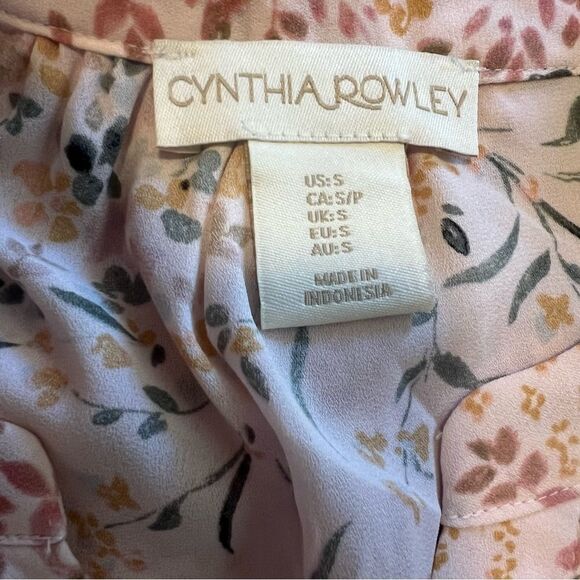 CYNTHIA ROWLEY
US: S
CA: S/P
UK: S
EU: S
AU: S
MADE IN
INDONESIA